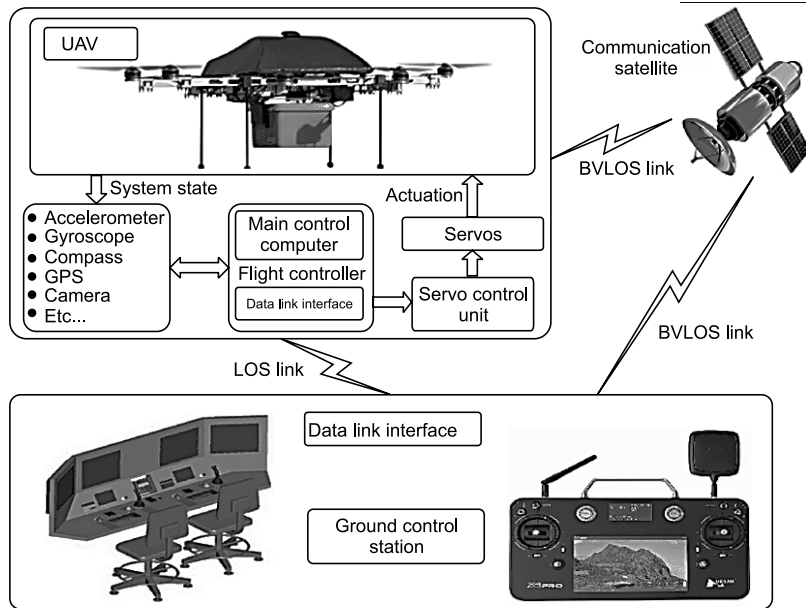 UAV
Communication
satellite
BVLOS link
System state
Actuation
Accelerometer
Gyroscope
Compass
GPS
Camera
Etc...
Main control
computer
Flight controller
Data link interface
Servos
Servo control
unit
BVLOS link
LOS link
Data link interface
Ground control
station
PRO